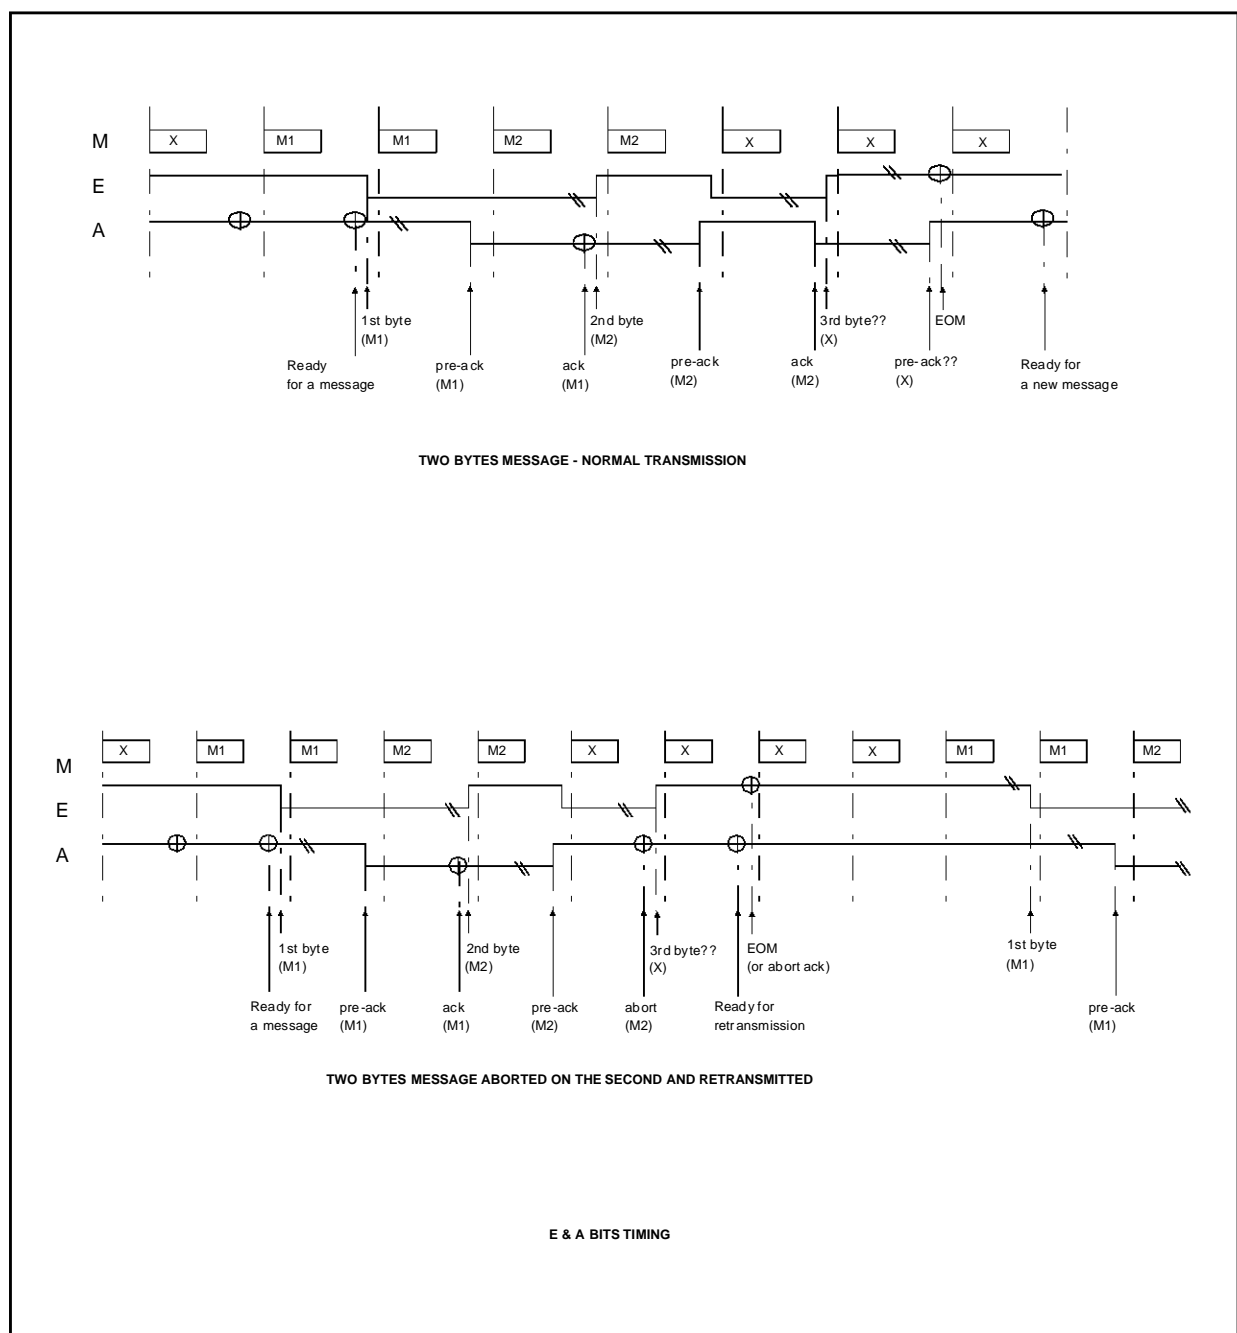 M
X M1 M1 M2 M2 X X X
E
A
1st byte
(M1)
2nd byte
(M2)
3rd byte??
(X)
EOM
Ready
for a message
pre-ack
(M1)
ack
(M1)
pre-ack
(M2)
ack
(M2)
pre-ack??
(X)
Ready for
a new message
TWO BYTES MESSAGE - NORMAL TRANSMISSION
X M1 M1 M2 M2 X X X X M1 M1 M2
M
E
A
1st byte
(M1)
2nd byte
(M2)
3rd byte??
(X)
EOM
(or abort ack)
1st byte
(M1)
Ready for
a message
pre-ack
(M1)
ack
(M1)
pre-ack
(M2)
abort
(M2)
Ready for
retransmission
pre-ack
(M1)
TWO BYTES MESSAGE ABORTED ON THE SECOND AND RETRANSMITTED
E & A BITS TIMING